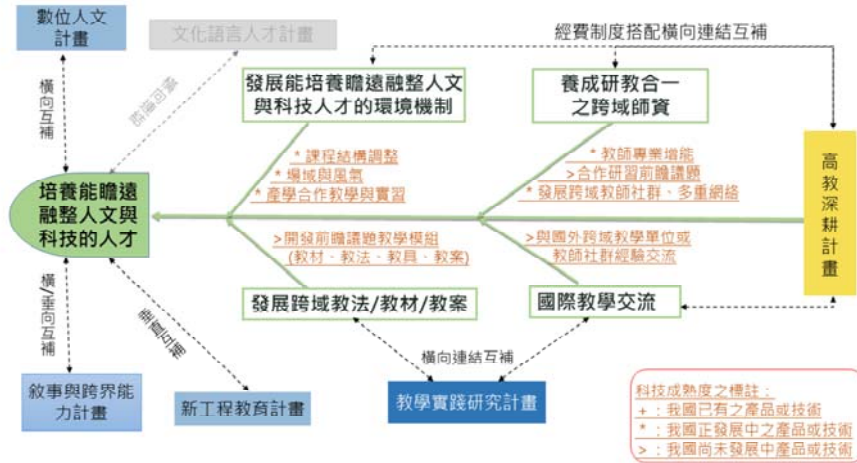 數位人文
計畫
文化語言人才計畫
經費制度搭配橫向連結互補
橫向互補
橫向連結
發展能培養瞻遠融整人文
與科技人才的環境機制
養成研教合一
之跨域師資
* 課程結構調整
* 場域與風氣
* 產學合作教學與實習
* 教師專業增能
>合作研習前瞻議題
* 發展跨域教師社群、多重網絡
高教深耕計畫
培養能瞻遠
融整人文與
科技的人才
>開發前瞻議題教學模組
(教材、教法、教具、教案)
>與國外跨域教學單位或
教師社群經驗交流
發展跨域教法/教材/教案
國際教學交流
橫/垂向互補
垂直互補
橫向連結互補
敘事與跨界能
力計畫
新工程教育計畫
教學實踐研究計畫
科技成熟度之標註：
+ ：我國已有之產品或技術
* ：我國正發展中之產品或技術
> ：我國尚未發展中產品或技術